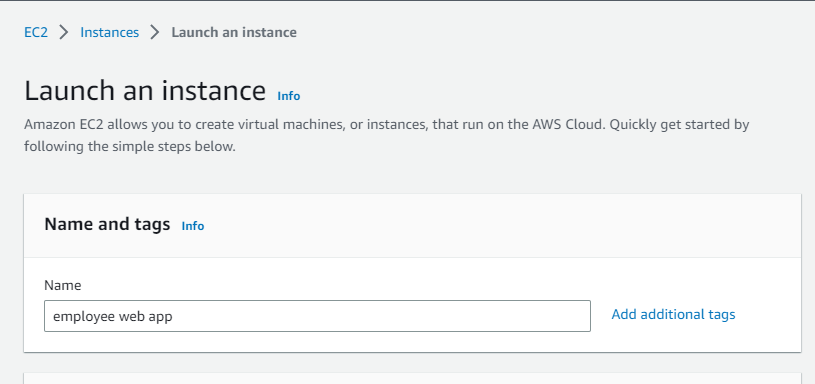 EC2 > Instances > Launch an instance
Launch an instance Info
Amazon EC2 allows you to create virtual machines, or instances, that run on the AWS Cloud. Quickly get started by
following the simple steps below.
Name and tags Info
Name
employee web app Add additional tags